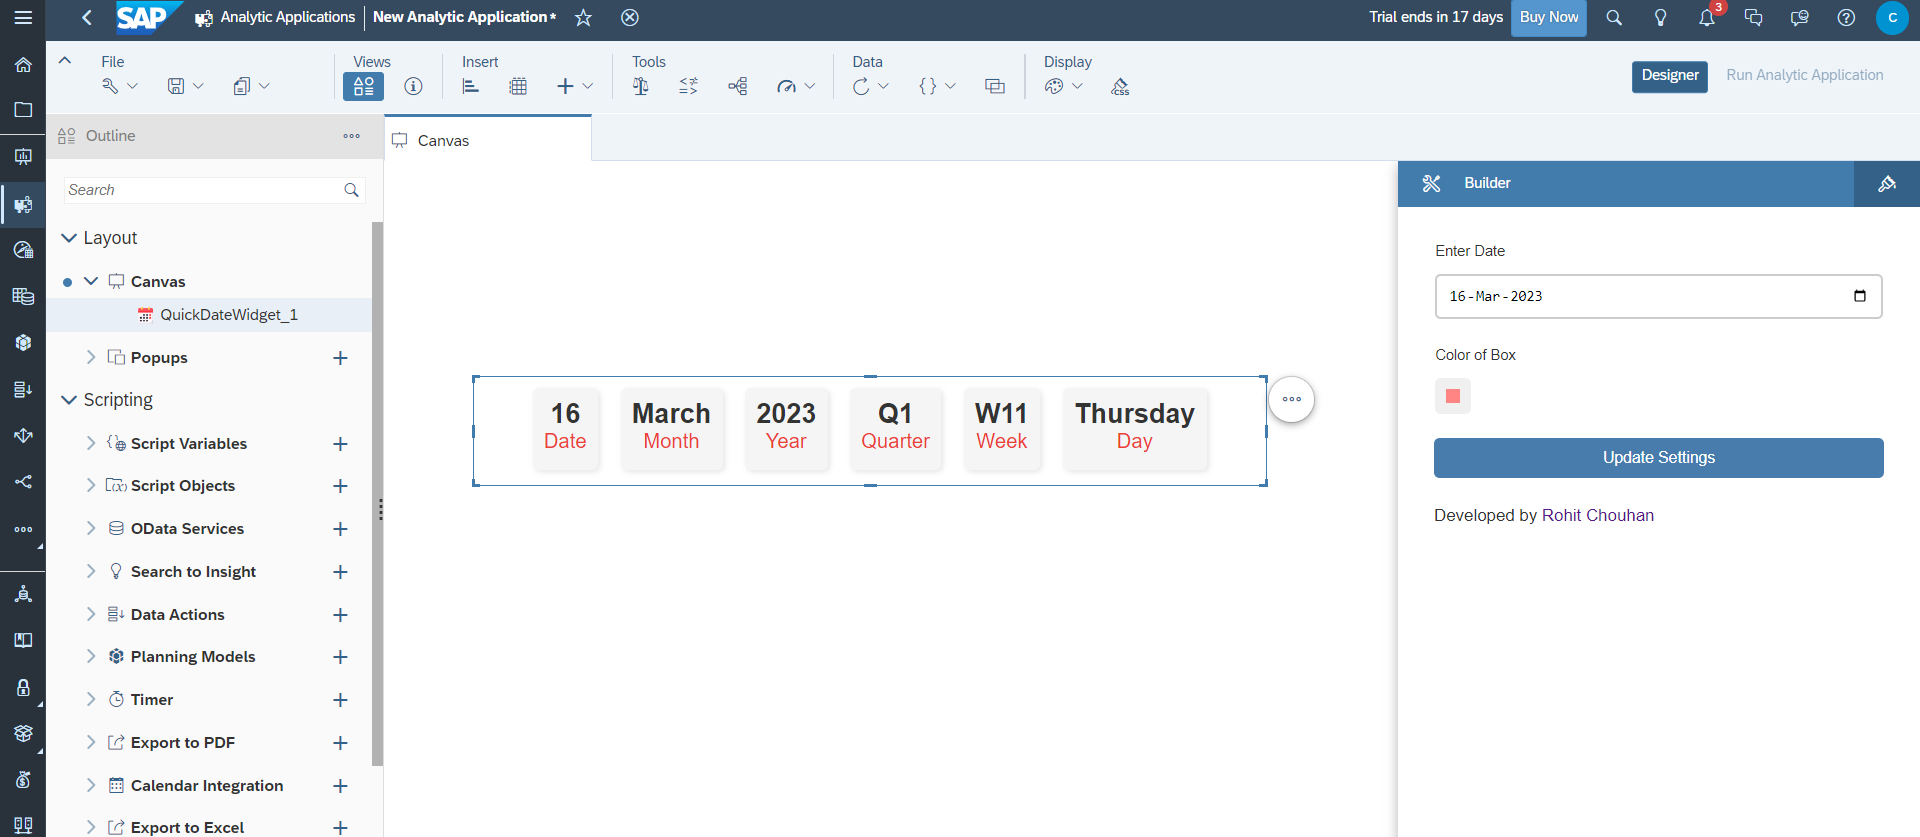 SAP Analytic Applications New Analytic Application * Trial ends in 17 days Buy Now 3 C
File Views Insert Tools Data Display
CSS
Designer Run Analytic Application
Outline
Canvas
Search
Builder
Layout
Canvas
QuickDateWidget_1
Popups
Scripting
Script Variables
Script Objects
OData Services
Search to Insight
Data Actions
Planning Models
Timer
Export to PDF
Calendar Integration
Export to Excel
16 March 2023 Q1 W11 Thursday
Date Month Year Quarter Week Day
Enter Date
16-Mar-2023
Color of Box
Update Settings
Developed by Rohit Chouhan